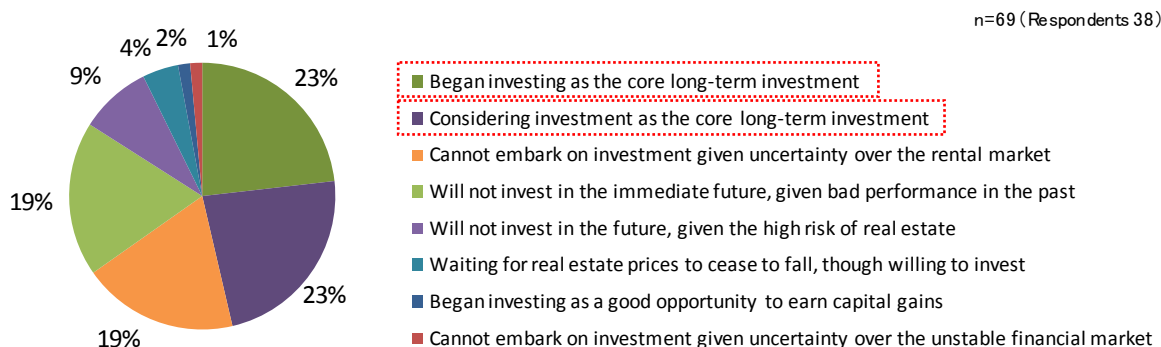 n=69(Respondents 38)
1%
2%
4%
9%
23%
Began investing as the core long-term investment
Considering investment as the core long-term investment
Cannot embark on investment given uncertainty over the rental market
19%
Will not invest in the immediate future, given bad performance in the past
Will not invest in the future, given the high risk of real estate
Waiting for real estate prices to cease to fall, though willing to invest
23%
Began investing as a good opportunity to earn capital gains
19%
Cannot embark on investment given uncertainty over the unstable financial market